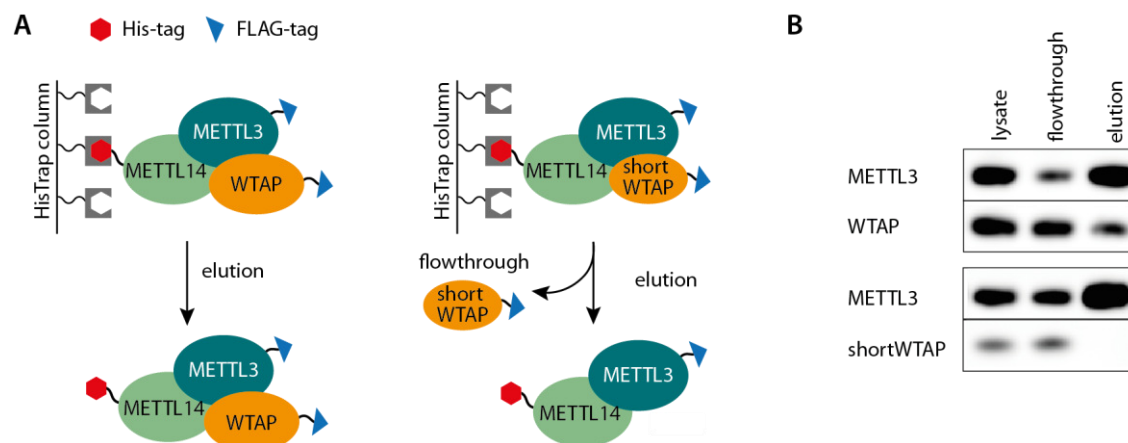 A
His-tag
FLAG-tag
HisTrap column
METTL3
METTL14
WTAP
elution
METTL3
METTL14
WTAP
HisTrap column
METTL3
METTL14
short
WTAP
flowthrough
short
WTAP
elution
METTL3
METTL14
B
lysate
flowthrough
elution
METTL3
WTAP
METTL3
shortWTAP